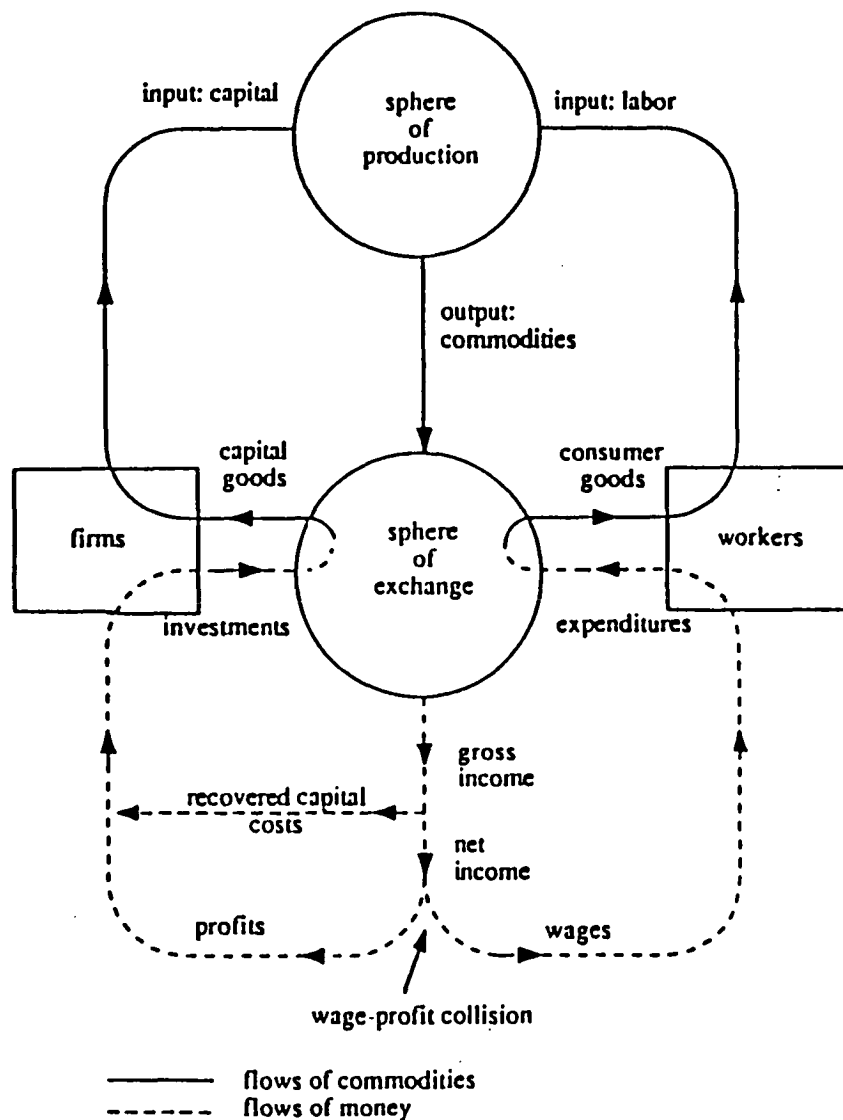 input: capital
sphere
of
production
input: labor
output:
commodities
capital
goods
consumer
goods
firms
sphere
of
exchange
workers
investments
expenditures
gross
income
recovered capital
costs
net
income
profits
wages
wage-profit collision
flows of commodities
flows of money